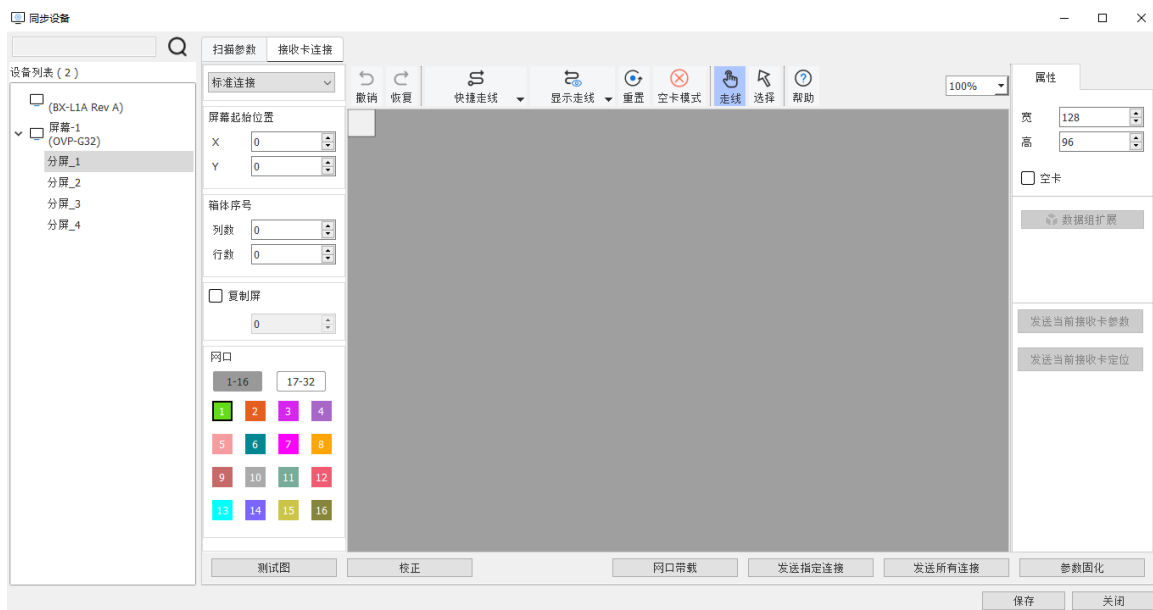 同步设备
扫描参数 接收卡连接
设备列表 ( 2 )
(BX-L1A Rev A)
屏幕-1
(OVP-G32)
分屏_1
分屏_2
分屏_3
分屏_4
标准连接
撤销 恢复 快捷走线 显示走线 重置 空卡模式 走线 选择 帮助
100%
屏幕起始位置
X 0
Y 0
箱体序号
列数 0
行数 0
复制屏
0
网口
1-16 17-32
1 2 3 4
5 6 7 8
9 10 11 12
13 14 15 16
属性
宽 128
高 96
空卡
数据组扩展
发送当前接收卡参数
发送当前接收卡定位
测试图 校正 网口带载 发送指定连接 发送所有连接 参数固化
保存 关闭